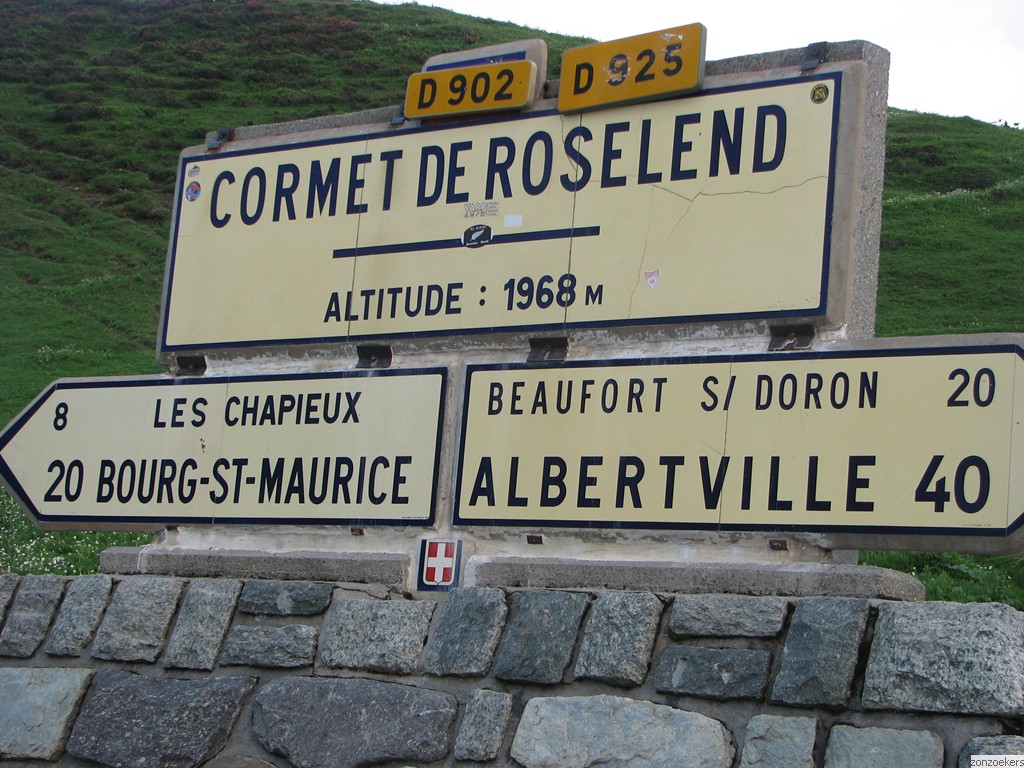 D 902
D 925
CORMET DE ROSELEND
ALTITUDE : 1968 M
8 LES CHAPIEUX
20 BOURG-ST-MAURICE
BEAUFORT S/ DORON 20
ALBERTVILLE 40
zonzoekers